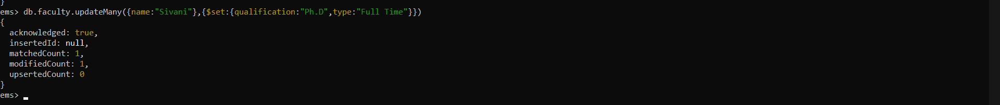 }
ems> db.faculty.updateMany({name:"Sivani"},{$set:{qualification:"Ph.D",type:"Full Time"}})
{
  acknowledged: true,
  insertedId: null,
  matchedCount: 1,
  modifiedCount: 1,
  upsertedCount: 0
}
ems>